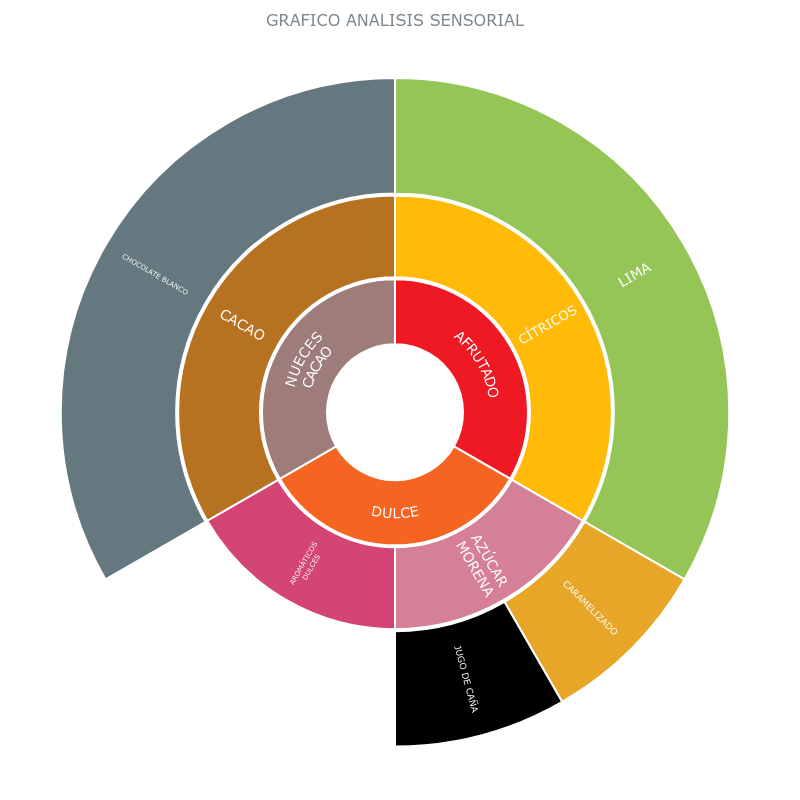 GRAFICO ANALISIS SENSORIAL
CHOCOLATE BLANCO
CACAO
NUECES
CACAO
AFRUTADO
CÍTRICOS
LIMA
DULCE
AROMÁTICOS
DULCES
AZÚCAR
MORENA
CARAMELIZADO
JUGO DE CAÑA